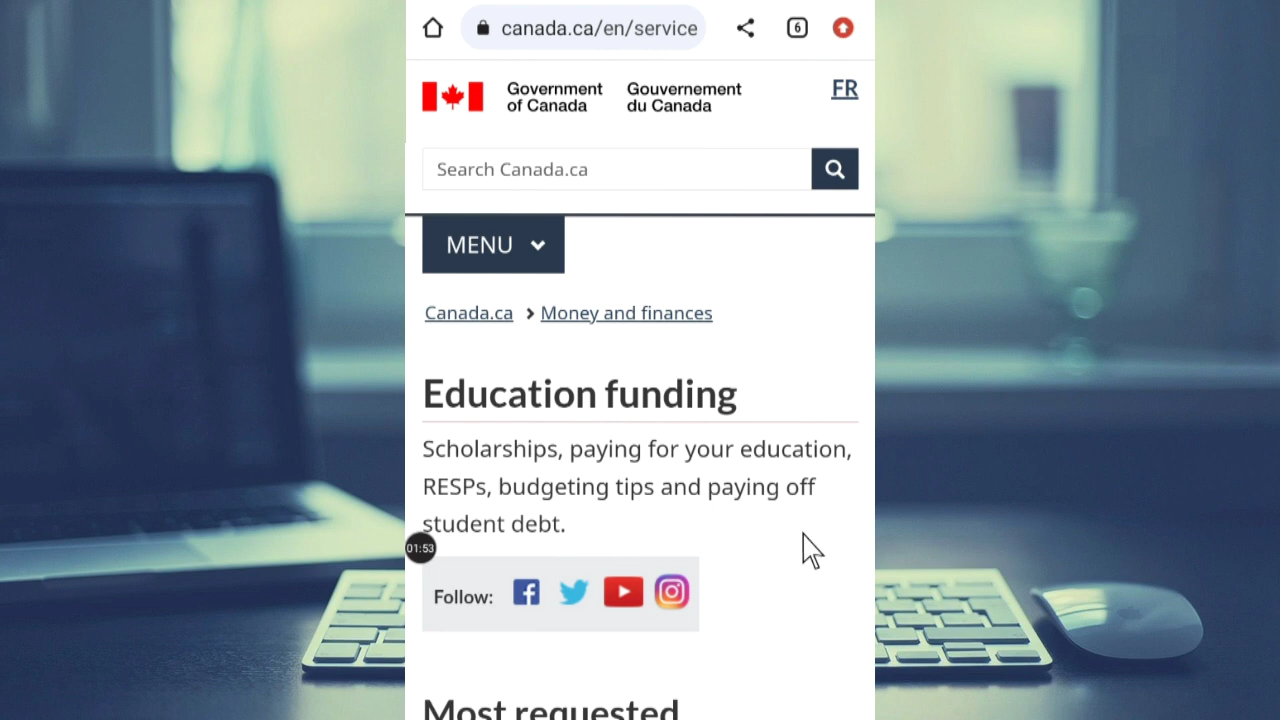 canada.ca/en/service
6
Government
of Canada
Gouvernement
du Canada
FR
Search Canada.ca
MENU
Canada.ca
Money and finances
Education funding
Scholarships, paying for your education,
RESPs, budgeting tips and paying off
student debt.
01:53
Follow:
Most requested